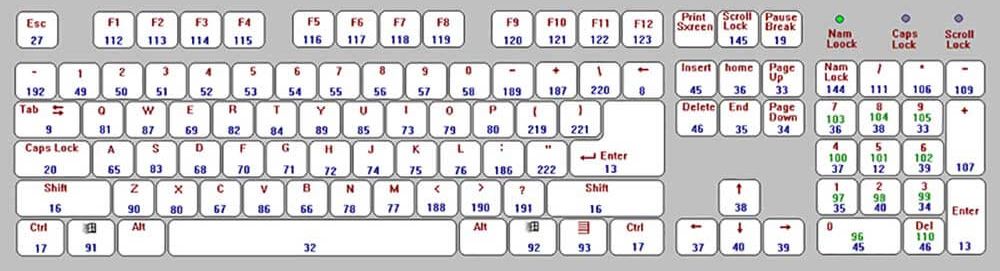 Esc F1 F2 F3 F4 F5 F6 F7 F8 F9 F10 F11 F12 Print Scroll Pause
Sxreen Lock Break
27 112 113 114 115 116 117 118 119 120 121 122 123 145 19
Nam Caps Scroll
Loock Lock Lock
- 1 2 3 4 5 6 7 8 9 0 - + \ ← Insert home Page Nam / * -
Up Lock
192 49 50 51 52 53 54 55 56 57 58 189 187 220 8 45 36 33 144 111 106 109
Tab ⇆ Q W E R T Y U I O P { } Delete End Page 7 8 9 +
Down 103 104 105
9 81 87 69 82 84 89 85 73 79 80 219 221 46 35 34 36 38 33
Caps Lock A S D F G H J K L : " ↵ Enter 4 5 6
100 101 102
20 65 83 68 70 71 72 74 75 76 186 222 13 37 12 39 107
Shift Z X C V B N M < > ? Shift ↑ 1 2 3
97 98 99
16 90 80 67 86 66 78 77 188 190 191 16 38 35 40 34
Ctrl Alt Alt Ctrl ← ↓ → 0 Del Enter
96 110
17 91 32 92 93 17 37 40 39 45 46 13